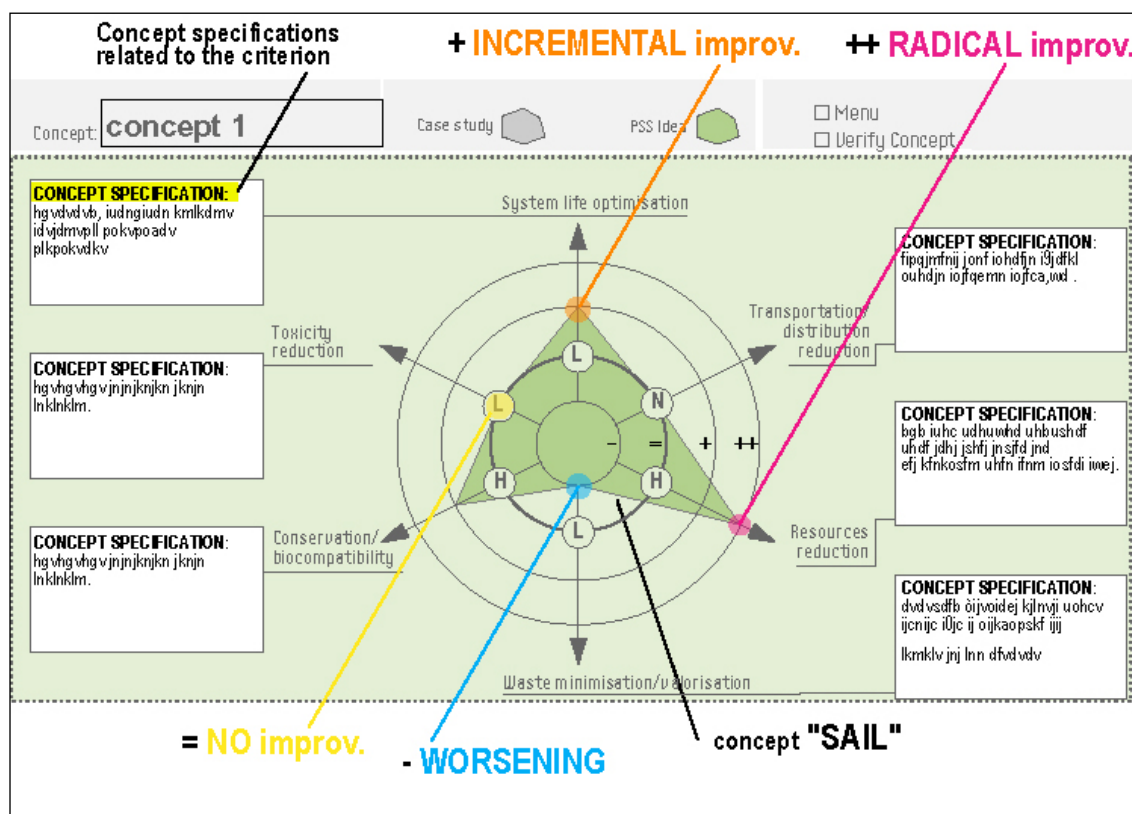 Concept specifications
related to the criterion
+ INCREMENTAL improv.
++ RADICAL improv.
Concept: concept 1
Case study
PSS Idea
Menu
Verify Concept
CONCEPT SPECIFICATION:
hgvdvdvb, iudngiudn kmlkdmv
idvjdmvpll pokvpoadv
plkpokvdkv
System life optimisation
CONCEPT SPECIFICATION:
fipqjmfnij jonf iohdfjn i9jdfkl
ouhdjn iojfqemn iojfca,wd .
Toxicity
reduction
Transportation/
distribution
reduction
CONCEPT SPECIFICATION:
hgvhgvhgvjnjnjknjkn jknjn
lnklnklm.
L
L
N
- = + ++
H
H
L
CONCEPT SPECIFICATION:
bgb iuhc udhuwhd uhbushdf
uhdf jdhj jshfj jnsfjd jnd
efj kfnkosfm uhfn ifnm iosfdi iwej.
Conservation/
biocompatibility
Resources
reduction
CONCEPT SPECIFICATION:
hgvhgvhgvjnjnjknjkn jknjn
lnklnklm.
CONCEPT SPECIFICATION:
dvdvsdfb òijvoidej kjlnvji uohcv
ijcnijc i0jc ij oijkaopskf ijij
lkmklv jnj lnn dfvdvdv
Waste minimisation/valorisation
= NO improv.
- WORSENING
concept "SAIL"